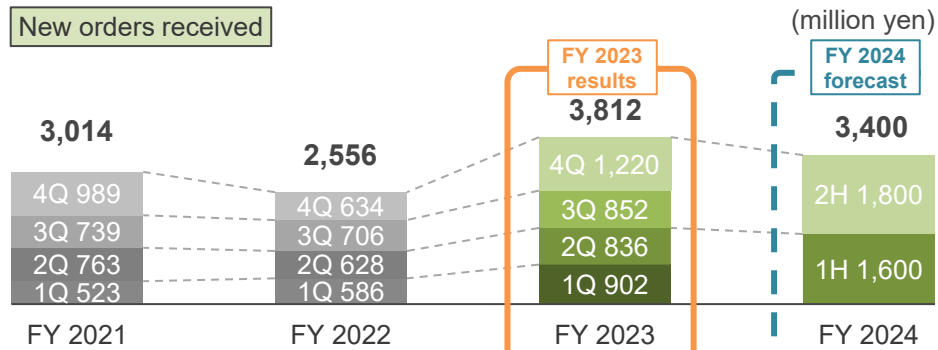 New orders received
(million yen)
FY 2023
results
FY 2024
forecast
3,014
2,556
3,812
3,400
4Q 989
3Q 739
2Q 763
1Q 523
4Q 634
3Q 706
2Q 628
1Q 586
4Q 1,220
3Q 852
2Q 836
1Q 902
2H 1,800
1H 1,600
FY 2021
FY 2022
FY 2023
FY 2024